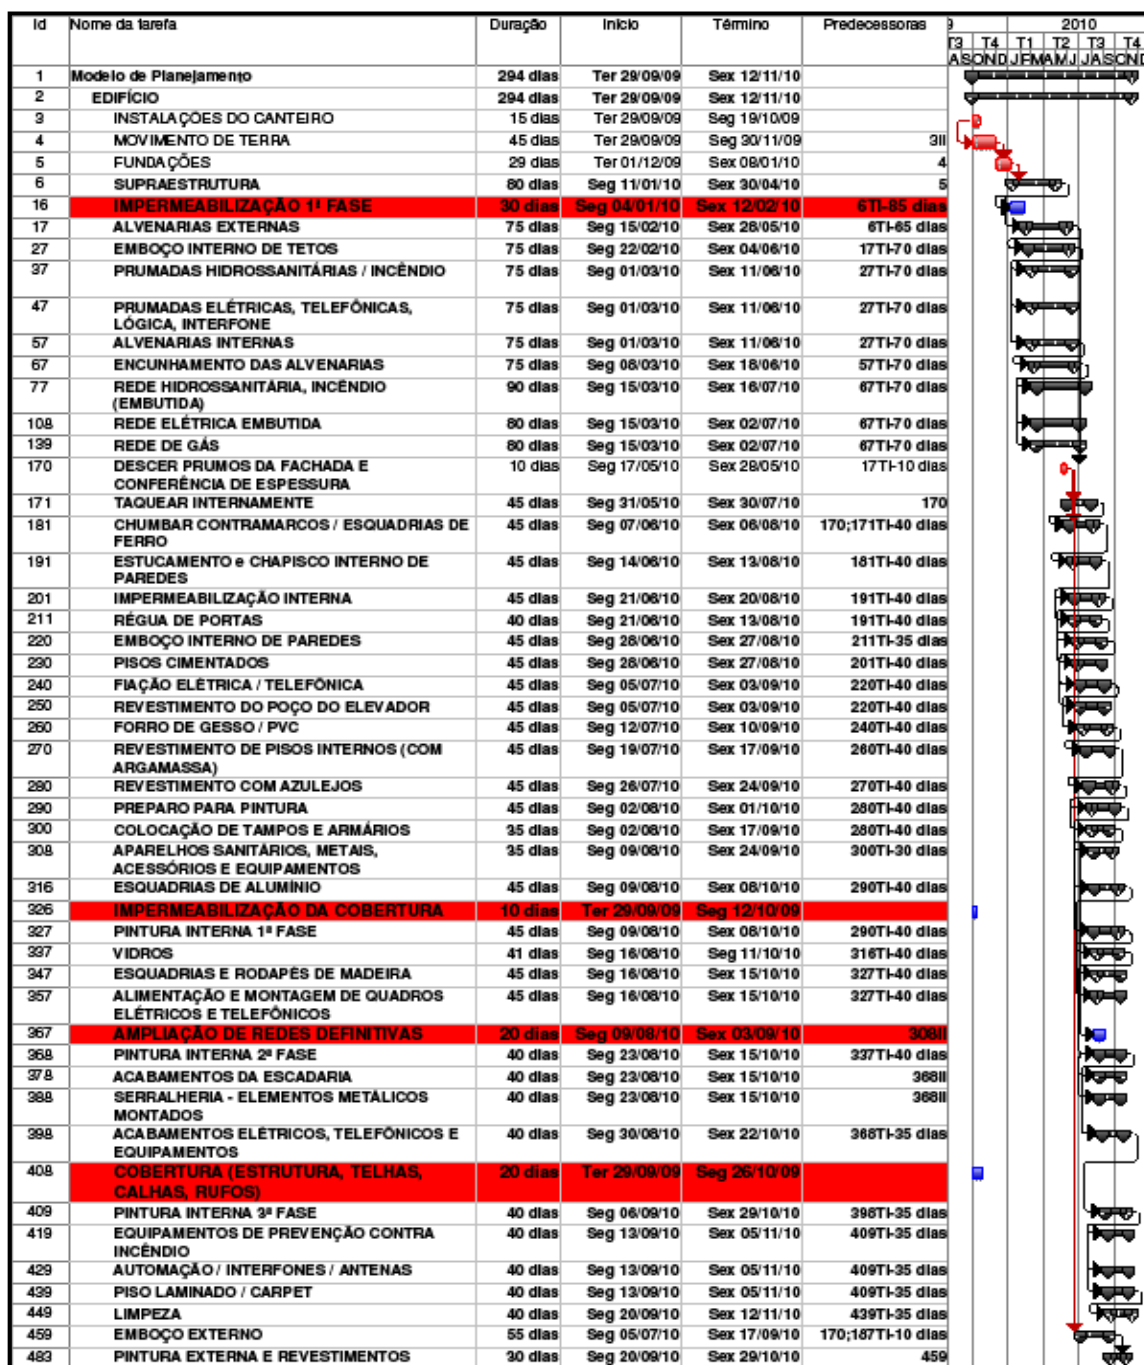 Id Nome da tarefa Duração Início Término Predecessoras 9 2010
T3 T4 T1 T2 T3 T4
A S O N D J F M A M J J A S O N D
1 Modelo de Planejamento 294 dias Ter 29/09/09 Sex 12/11/10
2 EDIFÍCIO 294 dias Ter 29/09/09 Sex 12/11/10
3 INSTALAÇÕES DO CANTEIRO 15 dias Ter 29/09/09 Seg 19/10/09
4 MOVIMENTO DE TERRA 45 dias Ter 29/09/09 Seg 30/11/09 3II
5 FUNDAÇÕES 29 dias Ter 01/12/09 Sex 08/01/10 4
6 SUPRAESTRUTURA 80 dias Seg 11/01/10 Sex 30/04/10 5
16 IMPERMEABILIZAÇÃO 1ª FASE 30 dias Seg 04/01/10 Sex 12/02/10 6TI-85 dias
17 ALVENARIAS EXTERNAS 75 dias Seg 15/02/10 Sex 28/05/10 6TI-65 dias
27 EMBOÇO INTERNO DE TETOS 75 dias Seg 22/02/10 Sex 04/06/10 17TI-70 dias
37 PRUMADAS HIDROSSANITÁRIAS / INCÊNDIO 75 dias Seg 01/03/10 Sex 11/06/10 27TI-70 dias
47 PRUMADAS ELÉTRICAS, TELEFÔNICAS, 75 dias Seg 01/03/10 Sex 11/06/10 27TI-70 dias
LÓGICA, INTERFONE
57 ALVENARIAS INTERNAS 75 dias Seg 01/03/10 Sex 11/06/10 27TI-70 dias
67 ENCUNHAMENTO DAS ALVENARIAS 75 dias Seg 08/03/10 Sex 18/06/10 57TI-70 dias
77 REDE HIDROSSANITÁRIA, INCÊNDIO 90 dias Seg 15/03/10 Sex 16/07/10 67TI-70 dias
(EMBUTIDA)
108 REDE ELÉTRICA EMBUTIDA 80 dias Seg 15/03/10 Sex 02/07/10 67TI-70 dias
139 REDE DE GÁS 80 dias Seg 15/03/10 Sex 02/07/10 67TI-70 dias
170 DESCER PRUMOS DA FACHADA E 10 dias Seg 17/05/10 Sex 28/05/10 17TI-10 dias
CONFERÊNCIA DE ESPESSURA
171 TAQUEAR INTERNAMENTE 45 dias Seg 31/05/10 Sex 30/07/10 170
181 CHUMBAR CONTRAMARCOS / ESQUADRIAS DE 45 dias Seg 07/06/10 Sex 06/08/10 170;171TI-40 dias
FERRO
191 ESTUCAMENTO e CHAPISCO INTERNO DE 45 dias Seg 14/06/10 Sex 13/08/10 181TI-40 dias
PAREDES
201 IMPERMEABILIZAÇÃO INTERNA 45 dias Seg 21/06/10 Sex 20/08/10 191TI-40 dias
211 RÉGUA DE PORTAS 40 dias Seg 21/06/10 Sex 13/08/10 191TI-40 dias
220 EMBOÇO INTERNO DE PAREDES 45 dias Seg 28/06/10 Sex 27/08/10 211TI-35 dias
230 PISOS CIMENTADOS 45 dias Seg 28/06/10 Sex 27/08/10 201TI-40 dias
240 FIAÇÃO ELÉTRICA / TELEFÔNICA 45 dias Seg 05/07/10 Sex 03/09/10 220TI-40 dias
250 REVESTIMENTO DO POÇO DO ELEVADOR 45 dias Seg 05/07/10 Sex 03/09/10 220TI-40 dias
260 FORRO DE GESSO / PVC 45 dias Seg 12/07/10 Sex 10/09/10 240TI-40 dias
270 REVESTIMENTO DE PISOS INTERNOS (COM 45 dias Seg 19/07/10 Sex 17/09/10 260TI-40 dias
ARGAMASSA)
280 REVESTIMENTO COM AZULEJOS 45 dias Seg 26/07/10 Sex 24/09/10 270TI-40 dias
290 PREPARO PARA PINTURA 45 dias Seg 02/08/10 Sex 01/10/10 280TI-40 dias
300 COLOCAÇÃO DE TAMPOS E ARMÁRIOS 35 dias Seg 02/08/10 Sex 17/09/10 280TI-40 dias
308 APARELHOS SANITÁRIOS, METAIS, 35 dias Seg 09/08/10 Sex 24/09/10 300TI-30 dias
ACESSÓRIOS E EQUIPAMENTOS
316 ESQUADRIAS DE ALUMÍNIO 45 dias Seg 09/08/10 Sex 08/10/10 290TI-40 dias
326 IMPERMEABILIZAÇÃO DA COBERTURA 10 dias Ter 29/09/09 Seg 12/10/09
327 PINTURA INTERNA 1ª FASE 45 dias Seg 09/08/10 Sex 08/10/10 290TI-40 dias
337 VIDROS 41 dias Seg 16/08/10 Seg 11/10/10 316TI-40 dias
347 ESQUADRIAS E RODAPÉS DE MADEIRA 45 dias Seg 16/08/10 Sex 15/10/10 327TI-40 dias
357 ALIMENTAÇÃO E MONTAGEM DE QUADROS 45 dias Seg 16/08/10 Sex 15/10/10 327TI-40 dias
ELÉTRICOS E TELEFÔNICOS
367 AMPLIAÇÃO DE REDES DEFINITIVAS 20 dias Seg 09/08/10 Sex 03/09/10 308II
368 PINTURA INTERNA 2ª FASE 40 dias Seg 23/08/10 Sex 15/10/10 337TI-40 dias
378 ACABAMENTOS DA ESCADARIA 40 dias Seg 23/08/10 Sex 15/10/10 368II
388 SERRALHERIA - ELEMENTOS METÁLICOS 40 dias Seg 23/08/10 Sex 15/10/10 368II
MONTADOS
398 ACABAMENTOS ELÉTRICOS, TELEFÔNICOS E 40 dias Seg 30/08/10 Sex 22/10/10 368TI-35 dias
EQUIPAMENTOS
408 COBERTURA (ESTRUTURA, TELHAS, 20 dias Ter 29/09/09 Seg 26/10/09
CALHAS, RUFOS)
409 PINTURA INTERNA 3ª FASE 40 dias Seg 06/09/10 Sex 29/10/10 398TI-35 dias
419 EQUIPAMENTOS DE PREVENÇÃO CONTRA 40 dias Seg 13/09/10 Sex 05/11/10 409TI-35 dias
INCÊNDIO
429 AUTOMAÇÃO / INTERFONES / ANTENAS 40 dias Seg 13/09/10 Sex 05/11/10 409TI-35 dias
439 PISO LAMINADO / CARPET 40 dias Seg 13/09/10 Sex 05/11/10 409TI-35 dias
449 LIMPEZA 40 dias Seg 20/09/10 Sex 12/11/10 439TI-35 dias
459 EMBOÇO EXTERNO 55 dias Seg 05/07/10 Sex 17/09/10 170;187TI-10 dias
483 PINTURA EXTERNA E REVESTIMENTOS 30 dias Seg 20/09/10 Sex 29/10/10 459